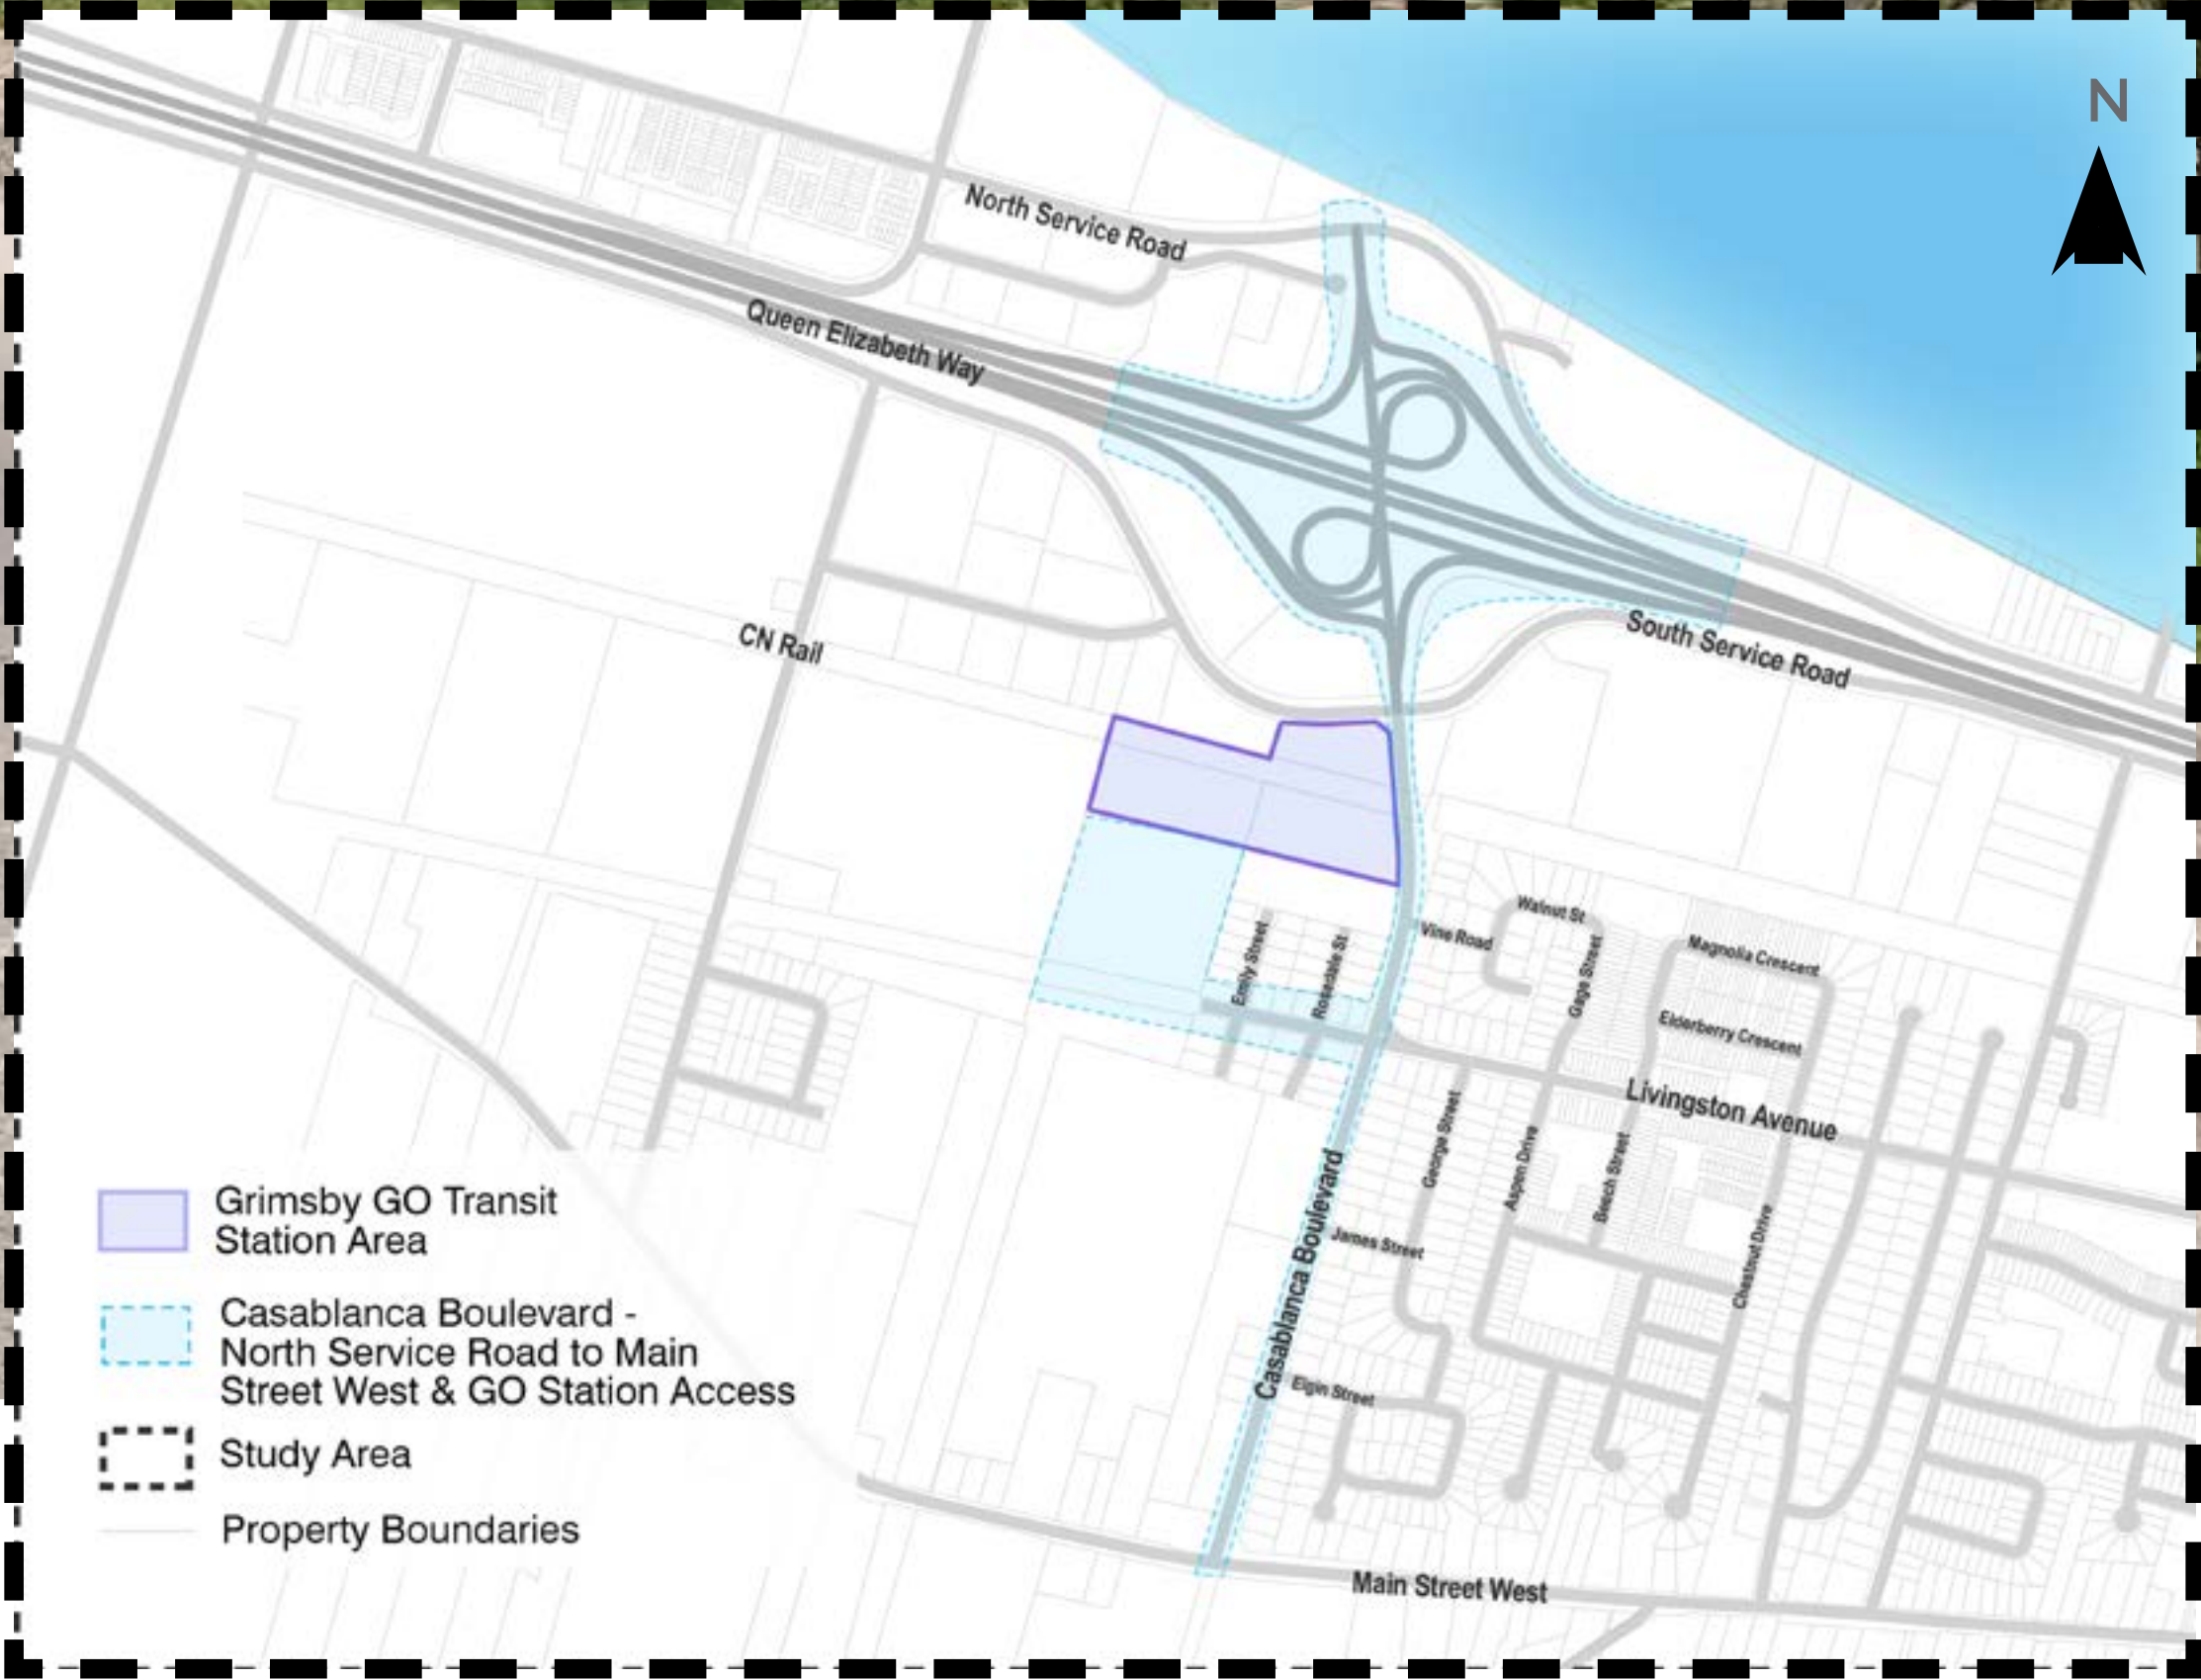 N
North Service Road
Queen Elizabeth Way
CN Rail
South Service Road
Walnut St
Vine Road
Gage Street
Magnolia Crescent
Emily Street
Rosedale St
Elderberry Crescent
Livingston Avenue
George Street
Aspen Drive
Beech Street
Chestnut Drive
Casablanca Boulevard
James Street
Elgin Street
Main Street West
Grimsby GO Transit
Station Area
Casablanca Boulevard -
North Service Road to Main
Street West & GO Station Access
Study Area
Property Boundaries